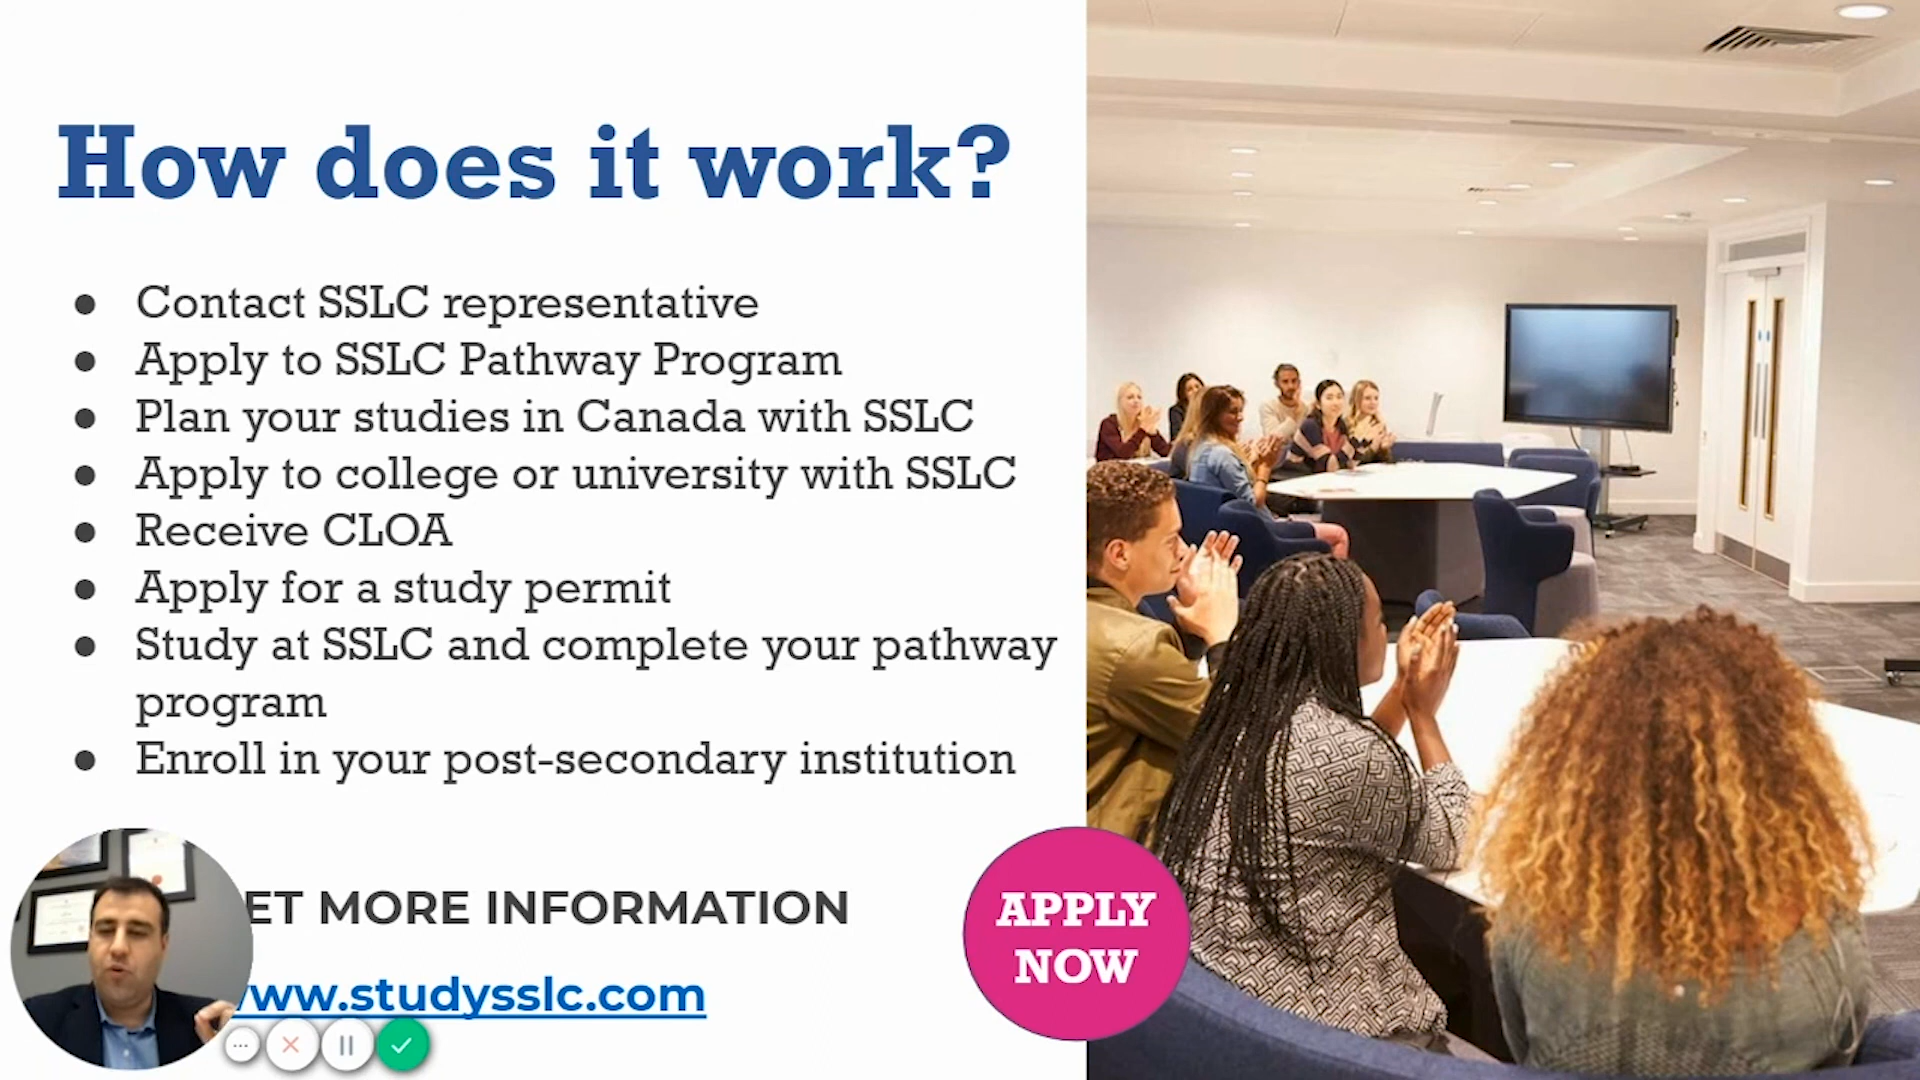 How does it work?
● Contact SSLC representative
● Apply to SSLC Pathway Program
● Plan your studies in Canada with SSLC
● Apply to college or university with SSLC
● Receive CLOA
● Apply for a study permit
● Study at SSLC and complete your pathway
program
● Enroll in your post-secondary institution
ET MORE INFORMATION
www.studysslc.com
APPLY
NOW